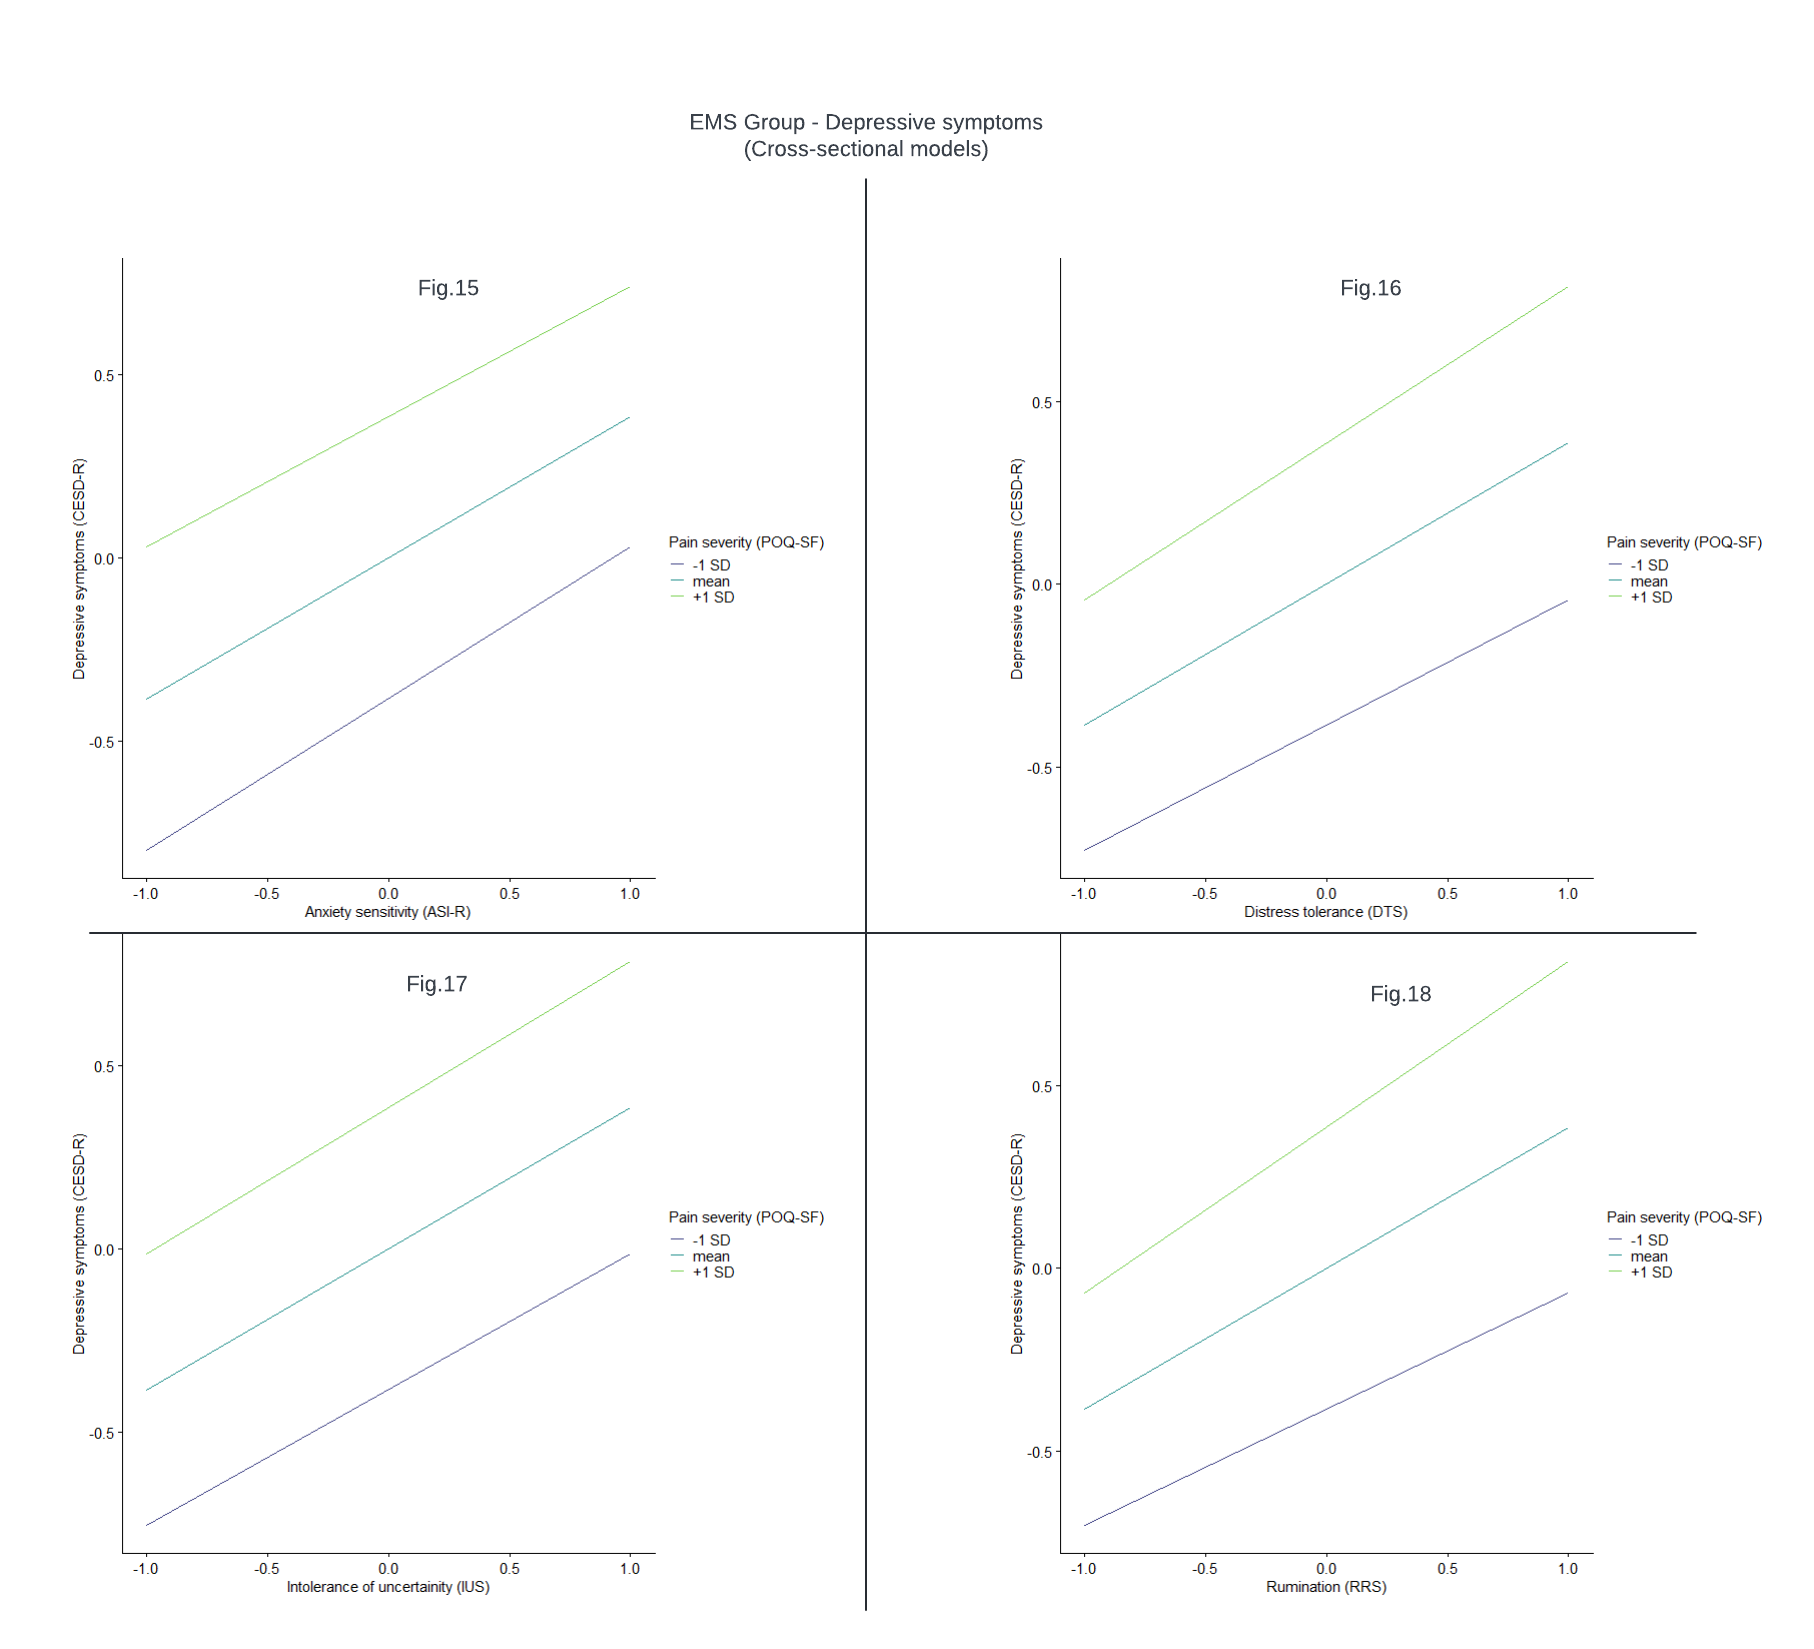 EMS Group - Depressive symptoms
(Cross-sectional models)
Fig.15
0.5
0.0
-0.5
Depressive symptoms (CESD-R)
-1.0 -0.5 0.0 0.5 1.0
Anxiety sensitivity (ASI-R)
Pain severity (POQ-SF)
-1 SD
mean
+1 SD
Fig.16
0.5
0.0
-0.5
Depressive symptoms (CESD-R)
-1.0 -0.5 0.0 0.5 1.0
Distress tolerance (DTS)
Pain severity (POQ-SF)
-1 SD
mean
+1 SD
Fig.17
0.5
0.0
-0.5
Depressive symptoms (CESD-R)
-1.0 -0.5 0.0 0.5 1.0
Intolerance of uncertainity (IUS)
Pain severity (POQ-SF)
-1 SD
mean
+1 SD
Fig.18
0.5
0.0
-0.5
Depressive symptoms (CESD-R)
-1.0 -0.5 0.0 0.5 1.0
Rumination (RRS)
Pain severity (POQ-SF)
-1 SD
mean
+1 SD